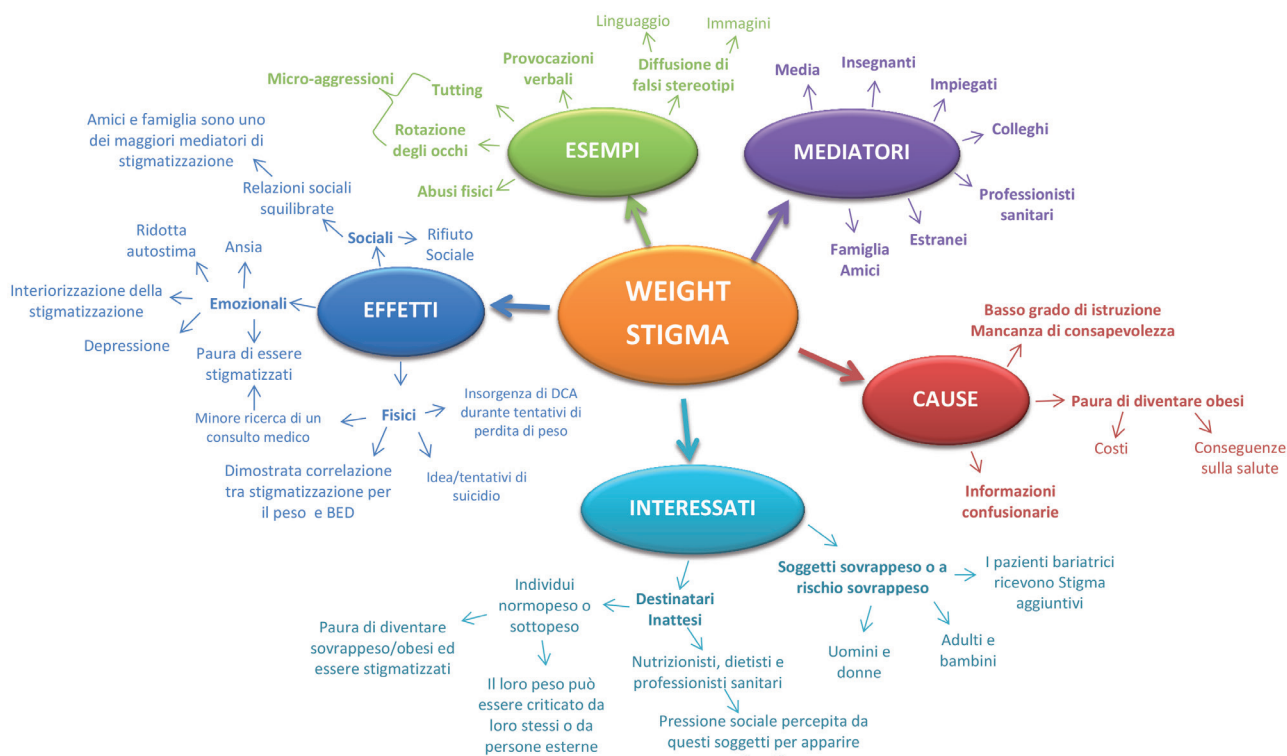 Linguaggio
Immagini
Micro-aggressioni
Tutting
Provocazioni
verbali
Diffusione di
falsi stereotipi
Rotazione
degli occhi
Abusi fisici
ESEMPI
Media
Insegnanti
Impiegati
Colleghi
Professionisti
sanitari
Estranei
Famiglia
Amici
MEDIATORI
Amici e famiglia sono uno
dei maggiori mediatori di
stigmatizzazione
Relazioni sociali
squilibrate
Sociali
Rifiuto
Sociale
Ridotta
autostima
Ansia
Interiorizzazione della
stigmatizzazione
Emozionali
Depressione
Paura di essere
stigmatizzati
EFFETTI
WEIGHT
STIGMA
Minore ricerca di un
consulto medico
Fisici
Insorgenza di DCA
durante tentativi di
perdita di peso
Dimostrata correlazione
tra stigmatizzazione per
il peso e BED
Idea/tentativi di
suicidio
Basso grado di istruzione
Mancanza di consapevolezza
CAUSE
Paura di diventare obesi
Costi
Conseguenze
sulla salute
Informazioni
confusionarie
INTERESSATI
Soggetti sovrappeso o a
rischio sovrappeso
I pazienti bariatrici
ricevono Stigma
aggiuntivi
Uomini e
donne
Adulti e
bambini
Destinatari
Inattesi
Individui
normopeso o
sottopeso
Paura di diventare
sovrappeso/obesi ed
essere stigmatizzati
Il loro peso può
essere criticato da
loro stessi o da
persone esterne
Nutrizionisti, dietisti e
professionisti sanitari
Pressione sociale percepita da
questi soggetti per apparire